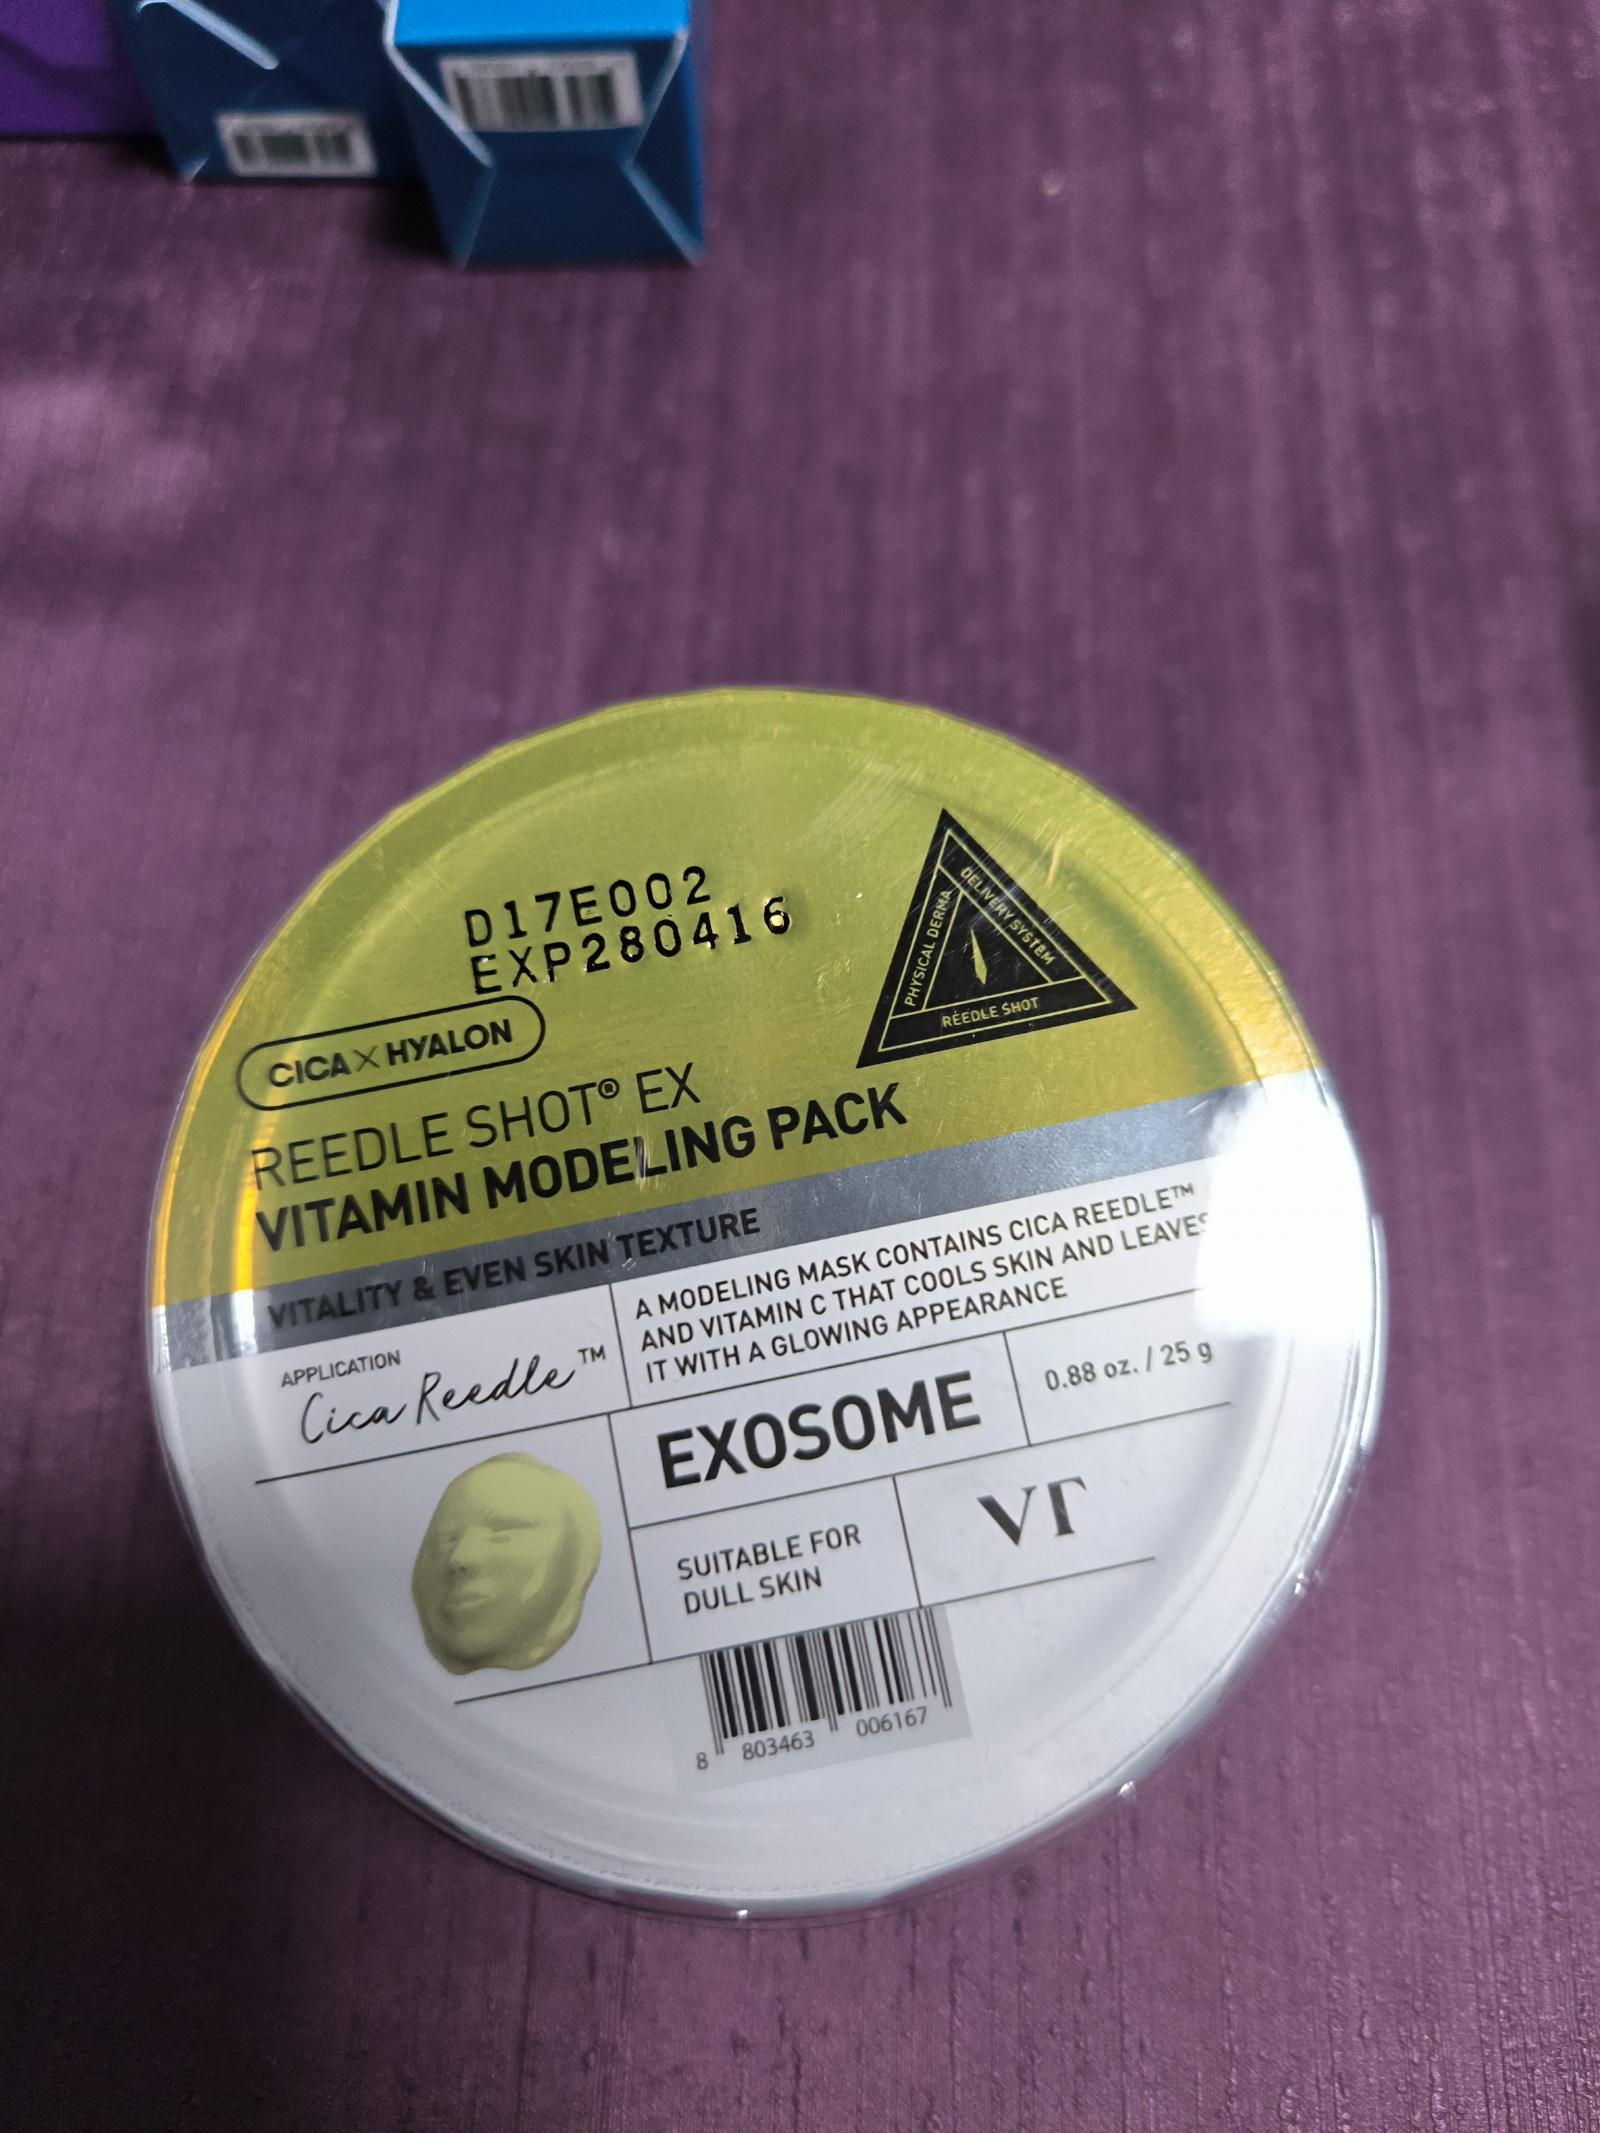 D17E002
EXP280416
CICA X HYALON
REEDLE SHOT® EX
VITAMIN MODELING PACK
PHYSICAL DERMA
DELIVERY SYSTEM
REEDLE SHOT
VITALITY & EVEN SKIN TEXTURE
APPLICATION
Cica Reedle™
A MODELING MASK CONTAINS CICA REEDLE™
AND VITAMIN C THAT COOLS SKIN AND LEAVES
IT WITH A GLOWING APPEARANCE
EXOSOME
0.88 oz. / 25 g
SUITABLE FOR
DULL SKIN
VT
8 803463 006167